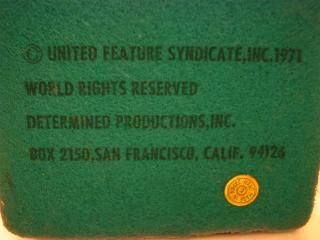 © UNITED FEATURE SYNDICATE,INC.1971
WORLD RIGHTS RESERVED
DETERMINED PRODUCTIONS,INC.
BOX 2150,SAN FRANCISCO, CALIF. 94126